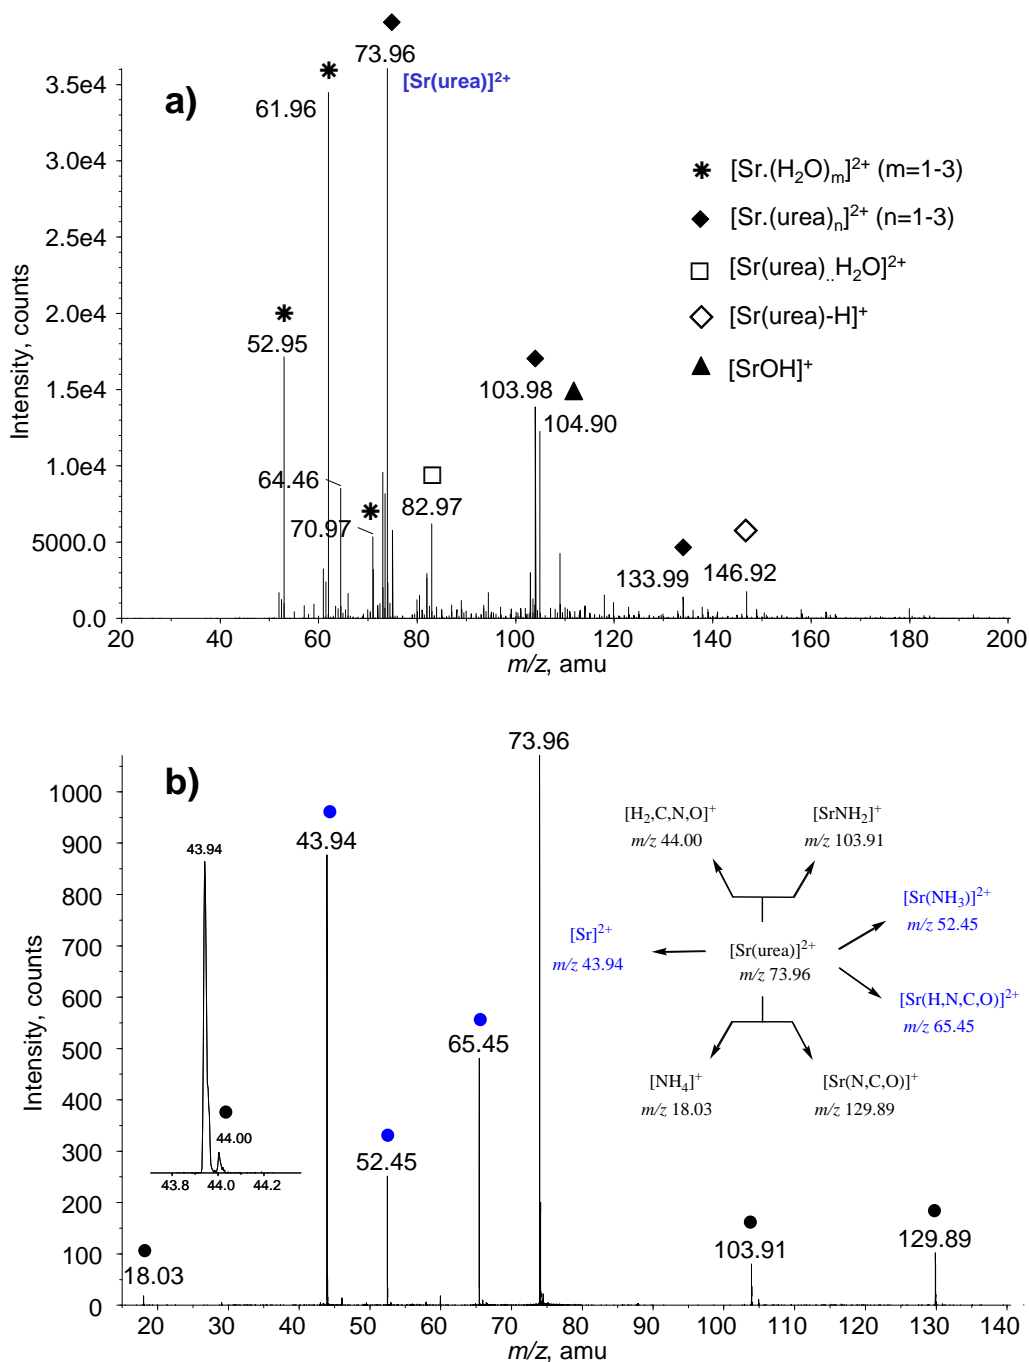 73.96
[Sr(urea)]²⁺
3.5e4
a)
61.96
3.0e4
[Sr.(H₂O)ₘ]²⁺ (m=1-3)
2.5e4
[Sr.(urea)ₙ]²⁺ (n=1-3)
[Sr(urea)..H₂O]²⁺
2.0e4
[Sr(urea)-H]⁺
52.95
[SrOH]⁺
1.5e4
103.98
104.90
1.0e4
64.46
82.97
70.97
5000.0
133.99
146.92
0.0
20 40 60 80 100 120 140 160 180 200
Intensity, counts
m/z, amu
73.96
b)
1000
43.94
900
800
700
600
500
400
300
200
100
0
65.45
52.45
18.03
103.91
129.89
43.94
44.00
43.8 44.0 44.2
[H₂,C,N,O]⁺
m/z 44.00
[SrNH₂]⁺
m/z 103.91
[Sr]²⁺
m/z 43.94
[Sr(urea)]²⁺
m/z 73.96
[Sr(NH₃)]²⁺
m/z 52.45
[Sr(H,N,C,O)]²⁺
m/z 65.45
[NH₄]⁺
m/z 18.03
[Sr(N,C,O)]⁺
m/z 129.89
20 30 40 50 60 70 80 90 100 110 120 130 140
Intensity, counts
m/z, amu